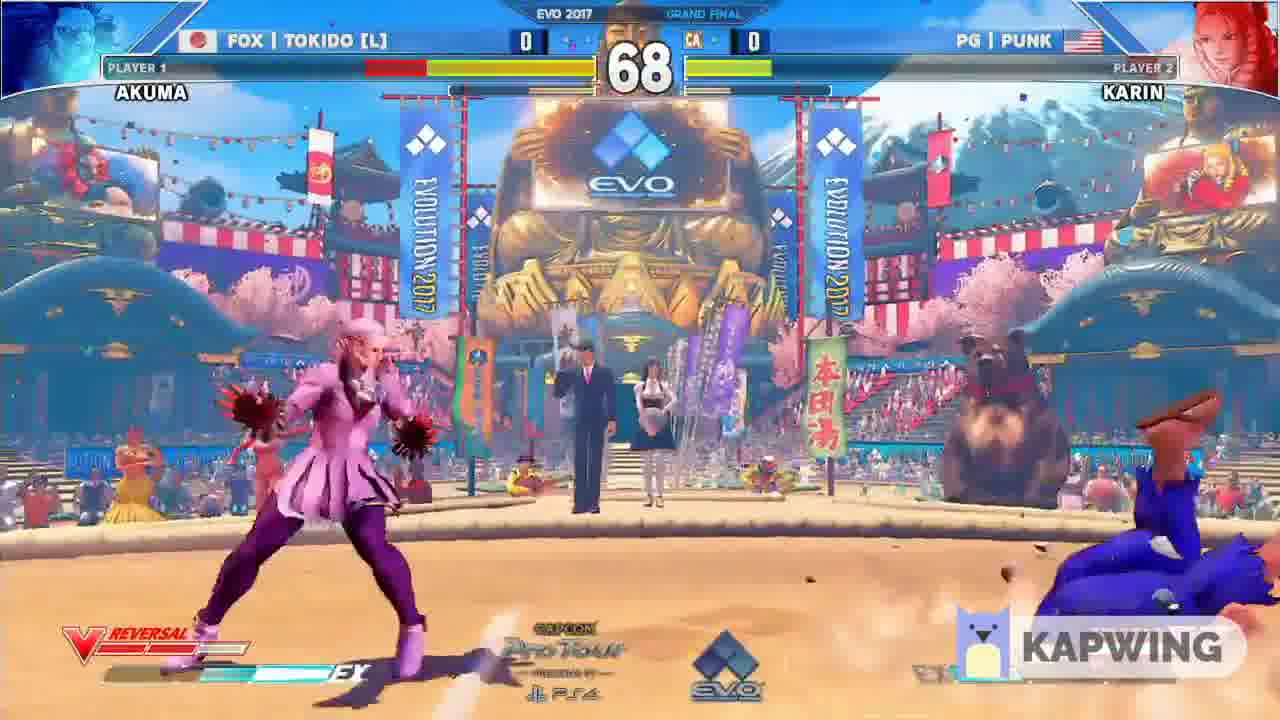 EVO 2017
GRAND FINAL
FOX | TOKIDO [L]
0
68
CA
0
PG | PUNK
PLAYER 1
PLAYER 2
AKUMA
KARIN
EVO
EVOLUTION 2017
EVOLUTION 2017
本田湯
V REVERSAL
EX
CAPCOM
Pro Tour
PS4
EVO
EX
KAPWING